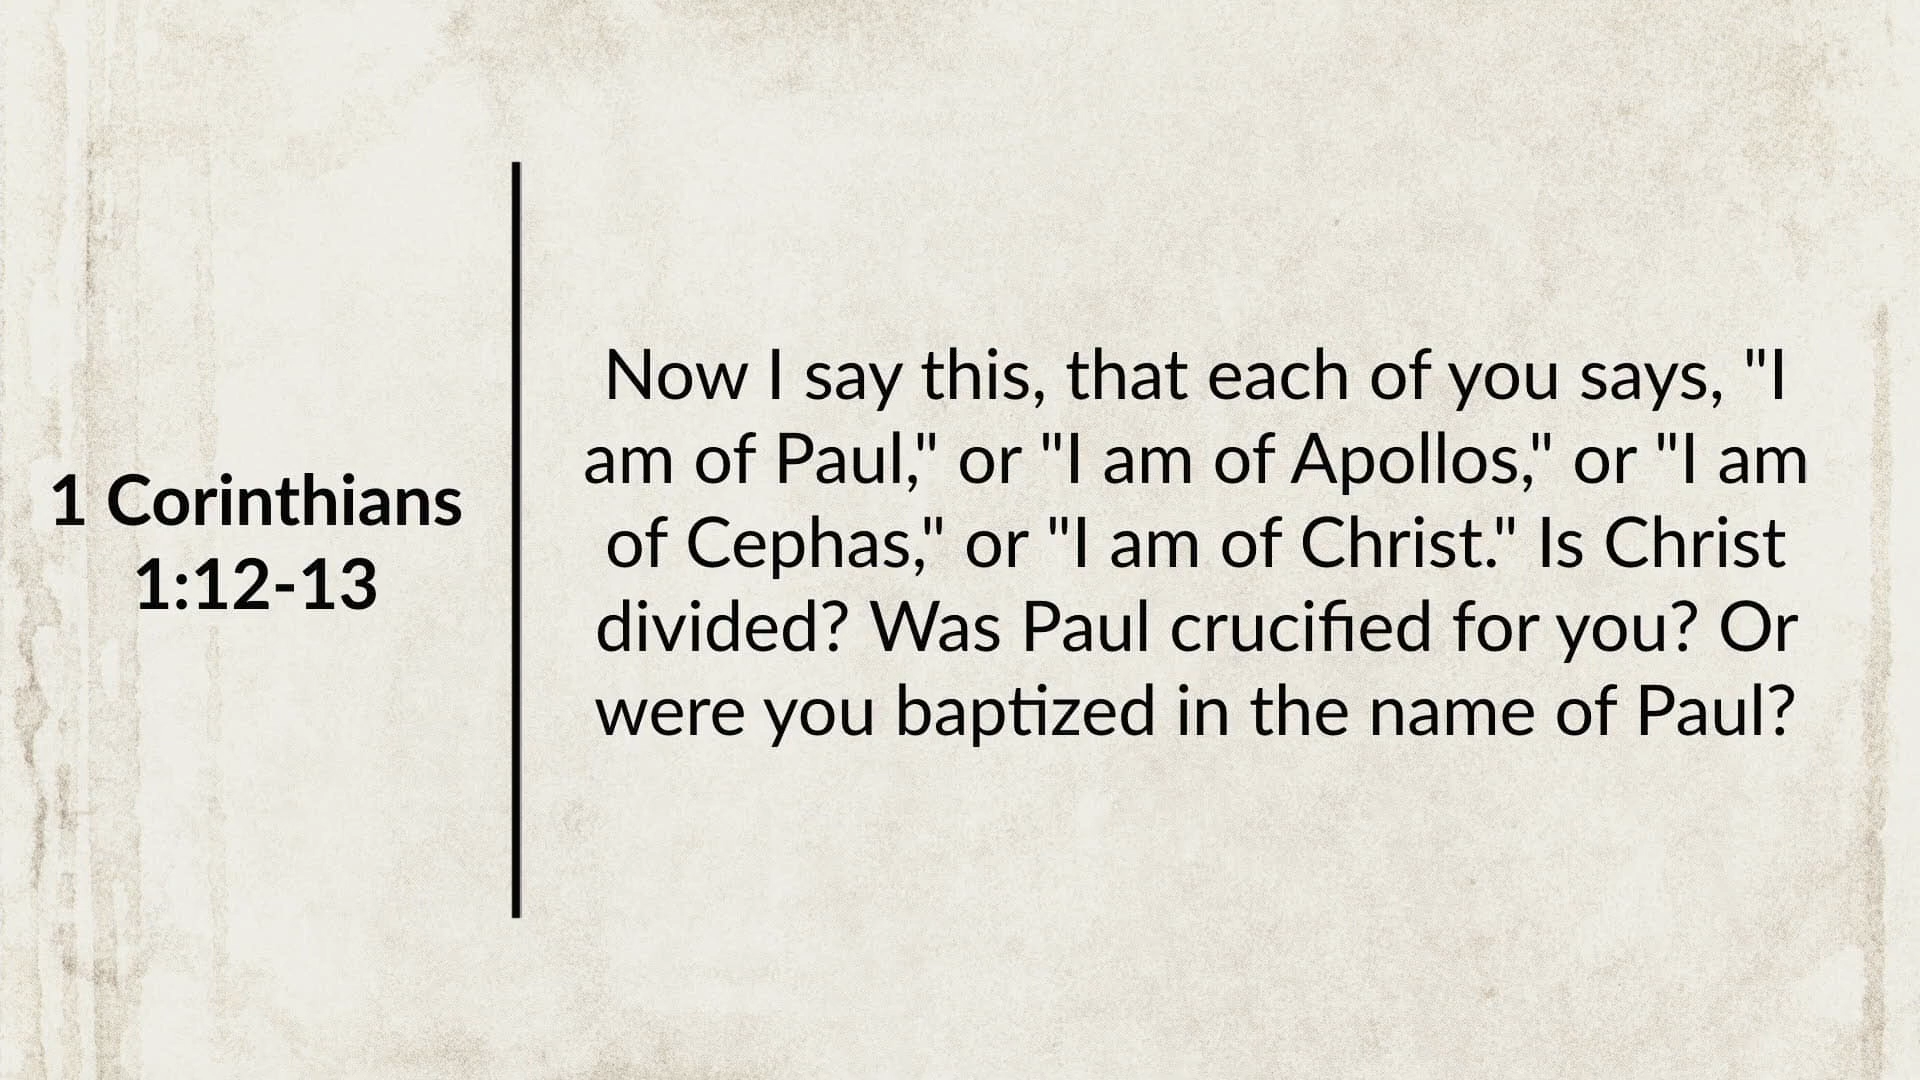 1 Corinthians
1:12-13
Now I say this, that each of you says, "I
am of Paul," or "I am of Apollos," or "I am
of Cephas," or "I am of Christ." Is Christ
divided? Was Paul crucified for you? Or
were you baptized in the name of Paul?